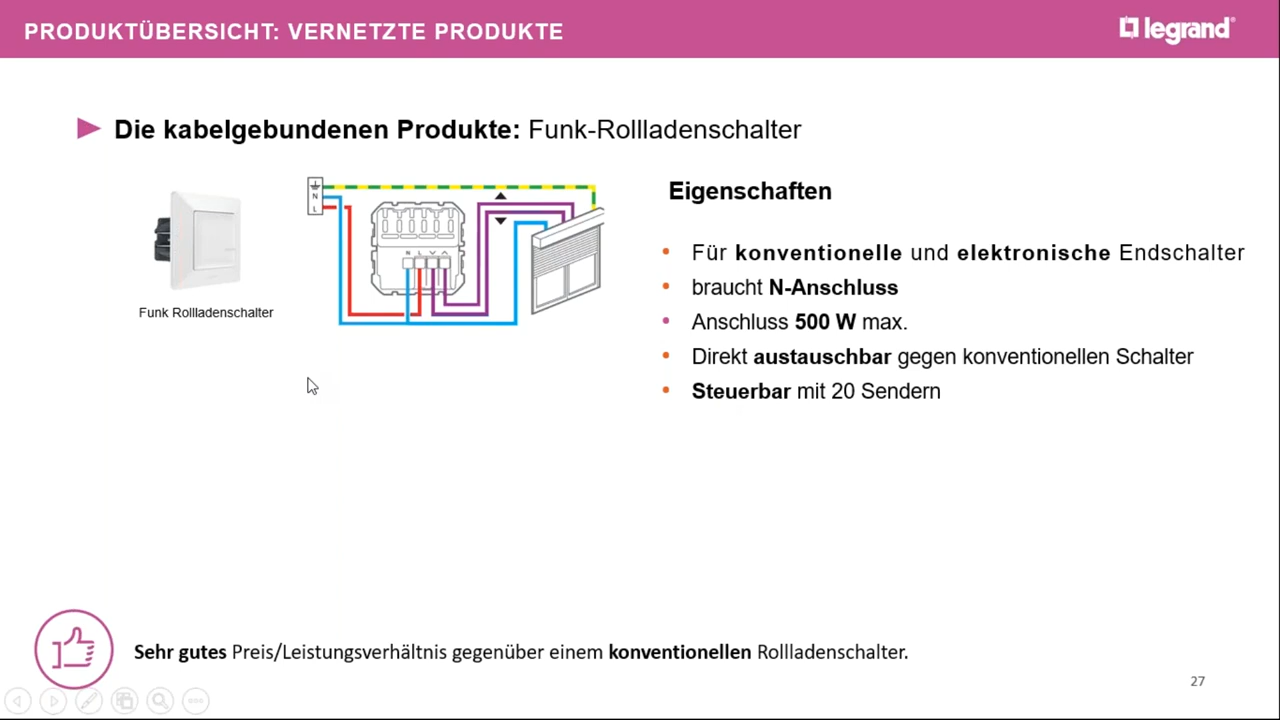 PRODUKTÜBERSICHT: VERNETZTE PRODUKTE
legrand®
Die kabelgebundenen Produkte: Funk-Rollladenschalter
N
L
N L
Funk Rollladenschalter
Eigenschaften
• Für konventionelle und elektronische Endschalter
• braucht N-Anschluss
• Anschluss 500 W max.
• Direkt austauschbar gegen konventionellen Schalter
• Steuerbar mit 20 Sendern
Sehr gutes Preis/Leistungsverhältnis gegenüber einem konventionellen Rollladenschalter.
27